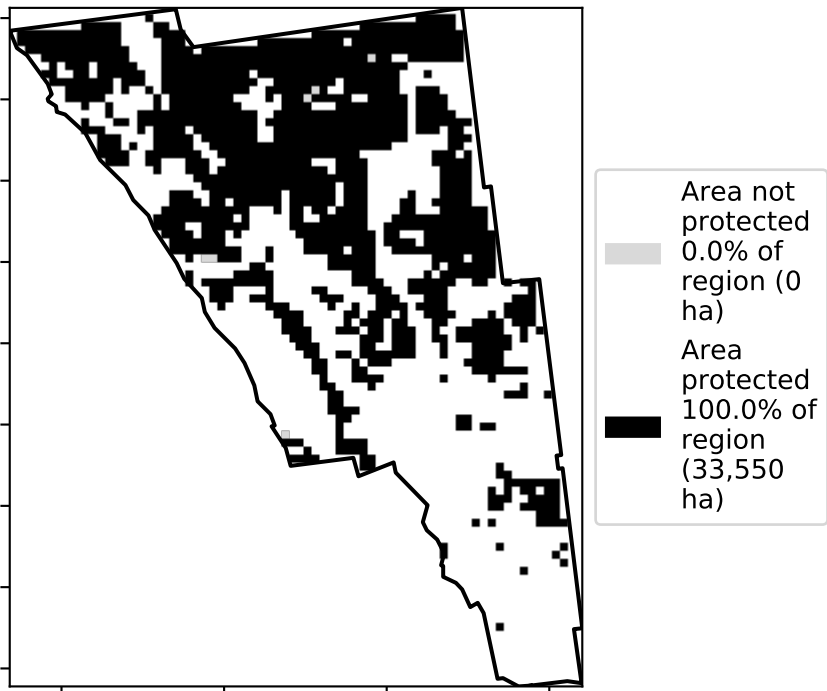 Area not
protected
0.0% of
region (0
ha)
Area
protected
100.0% of
region
(33,550
ha)